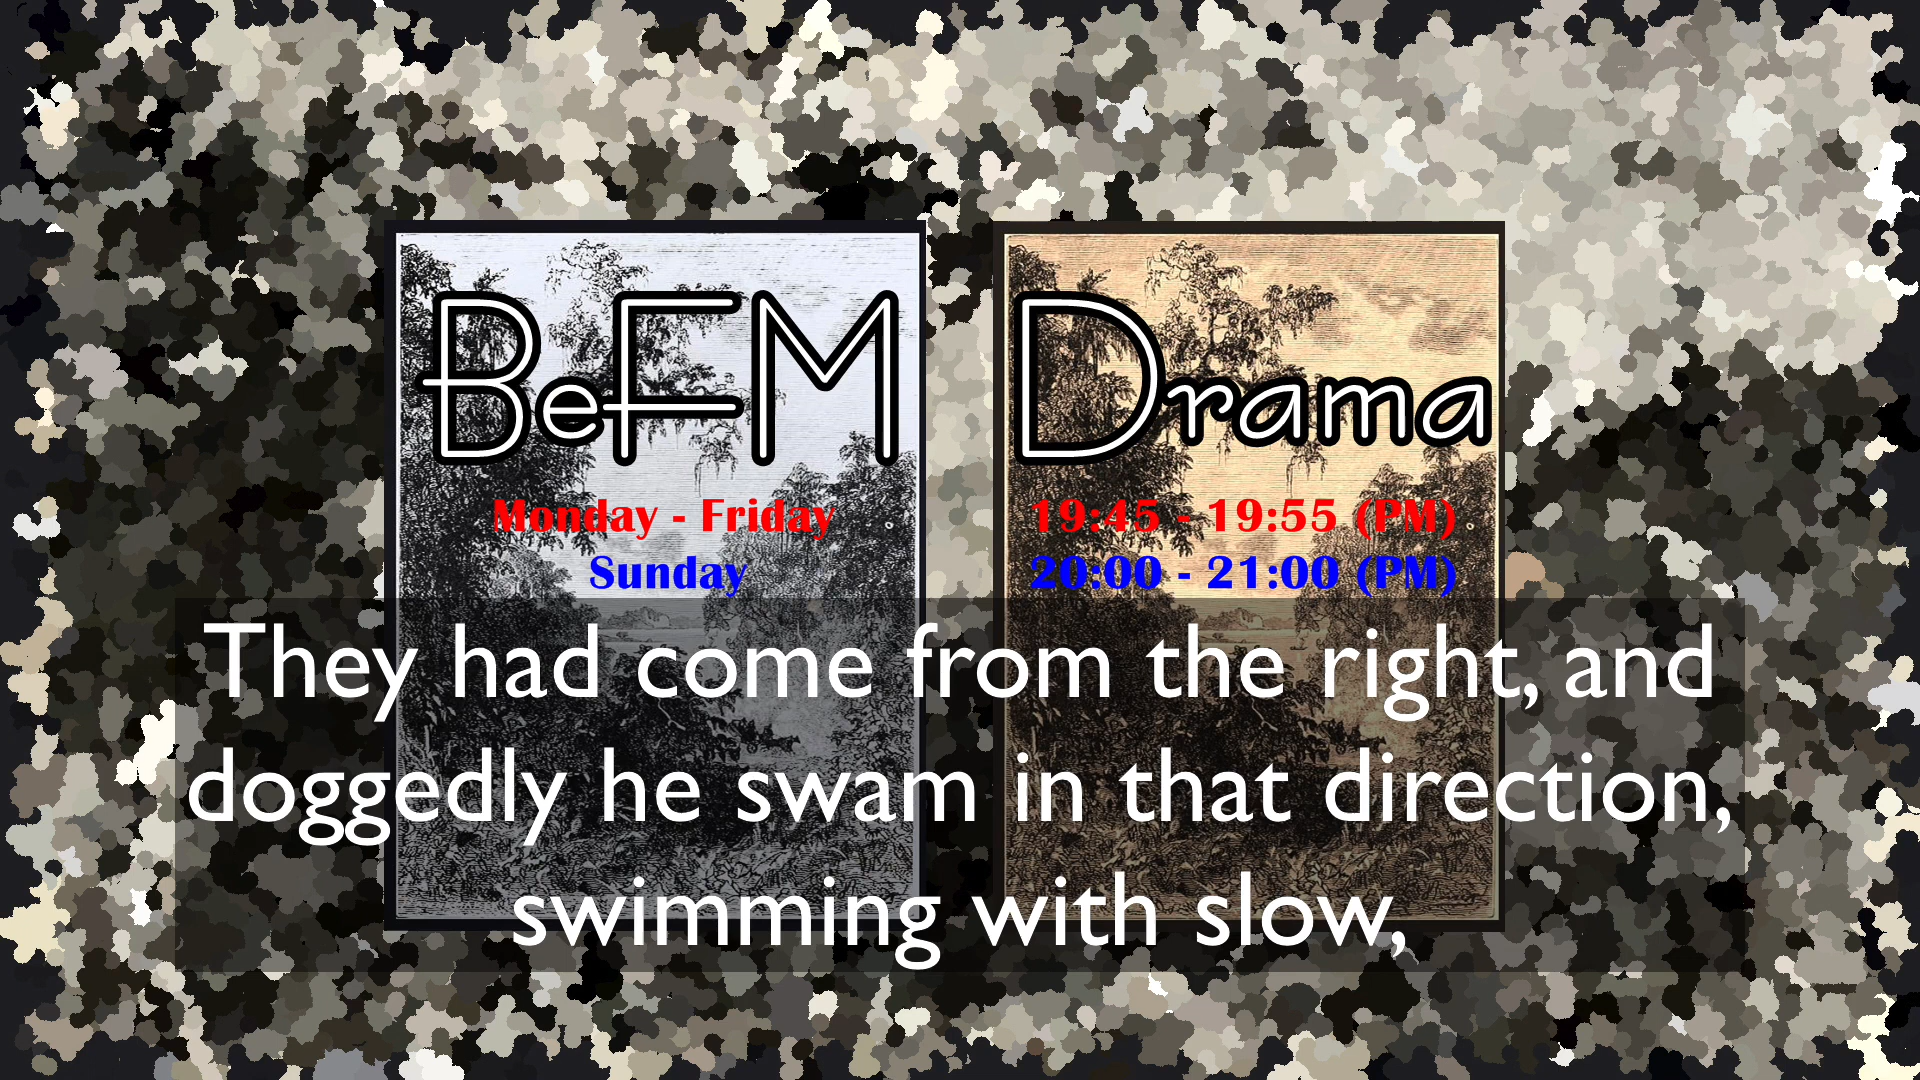 BeFM Drama
Monday - Friday 19:45 - 19:55 (PM)
Sunday 20:00 - 21:00 (PM)
They had come from the right, and
doggedly he swam in that direction,
swimming with slow,